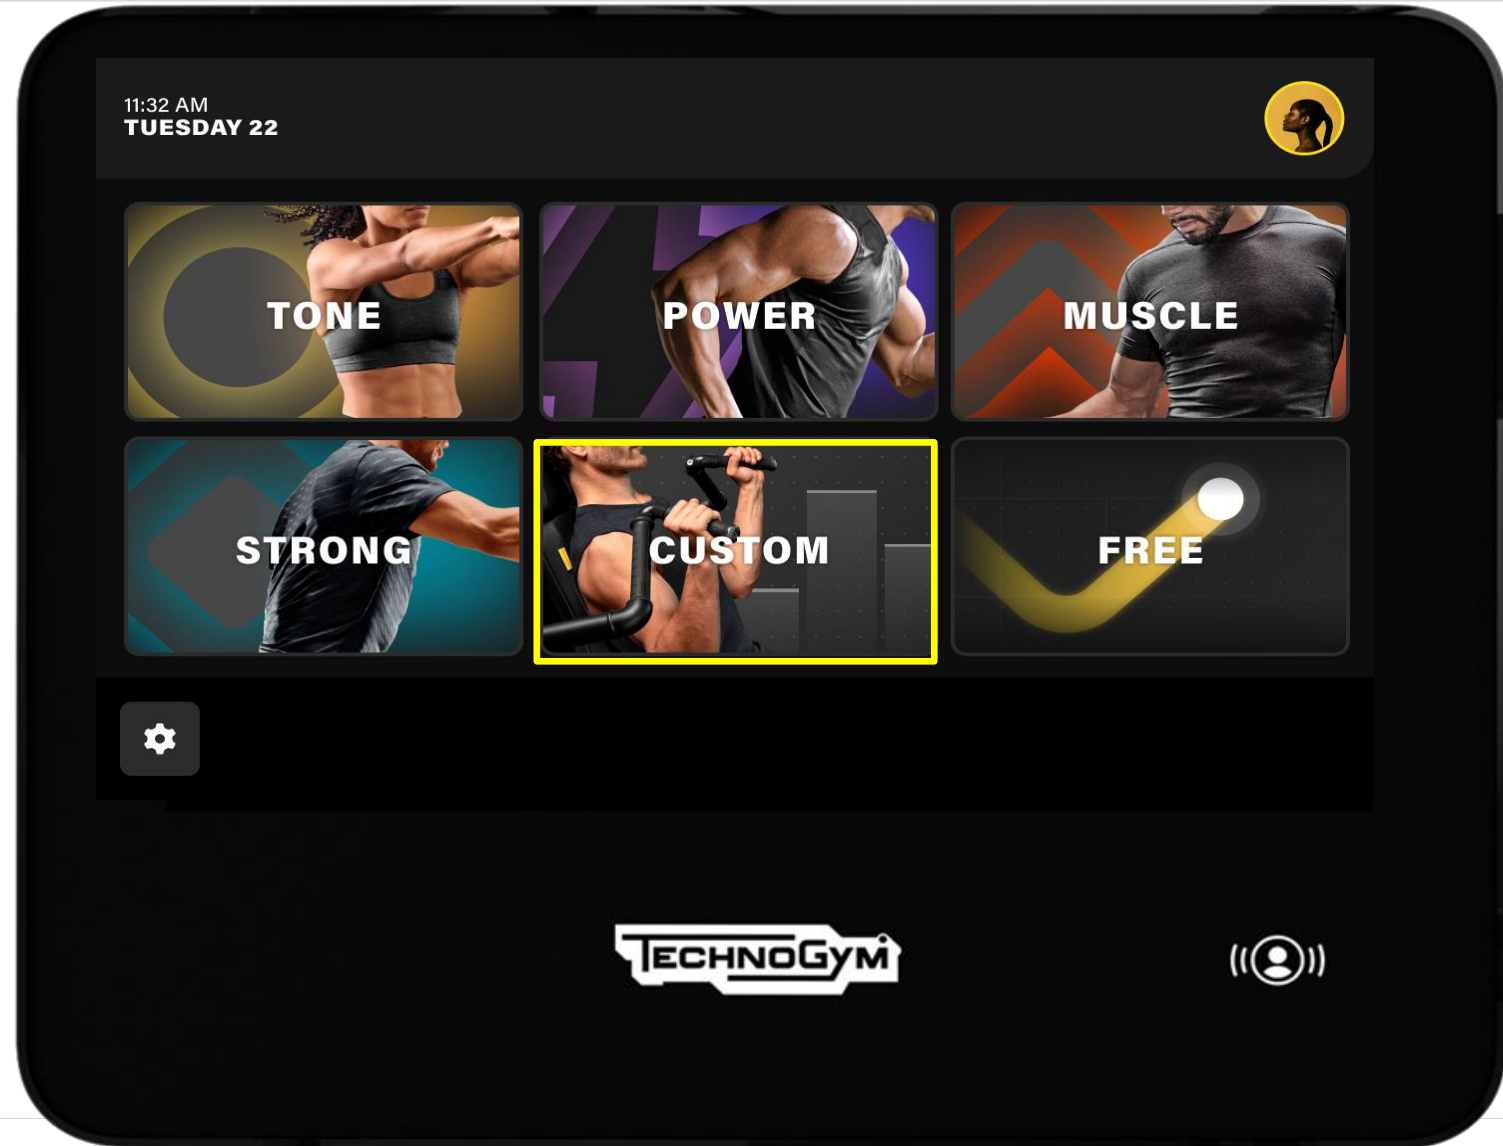 11:32 AM
TUESDAY 22
TONE
POWER
MUSCLE
STRONG
CUSTOM
FREE
TECHNOGYM